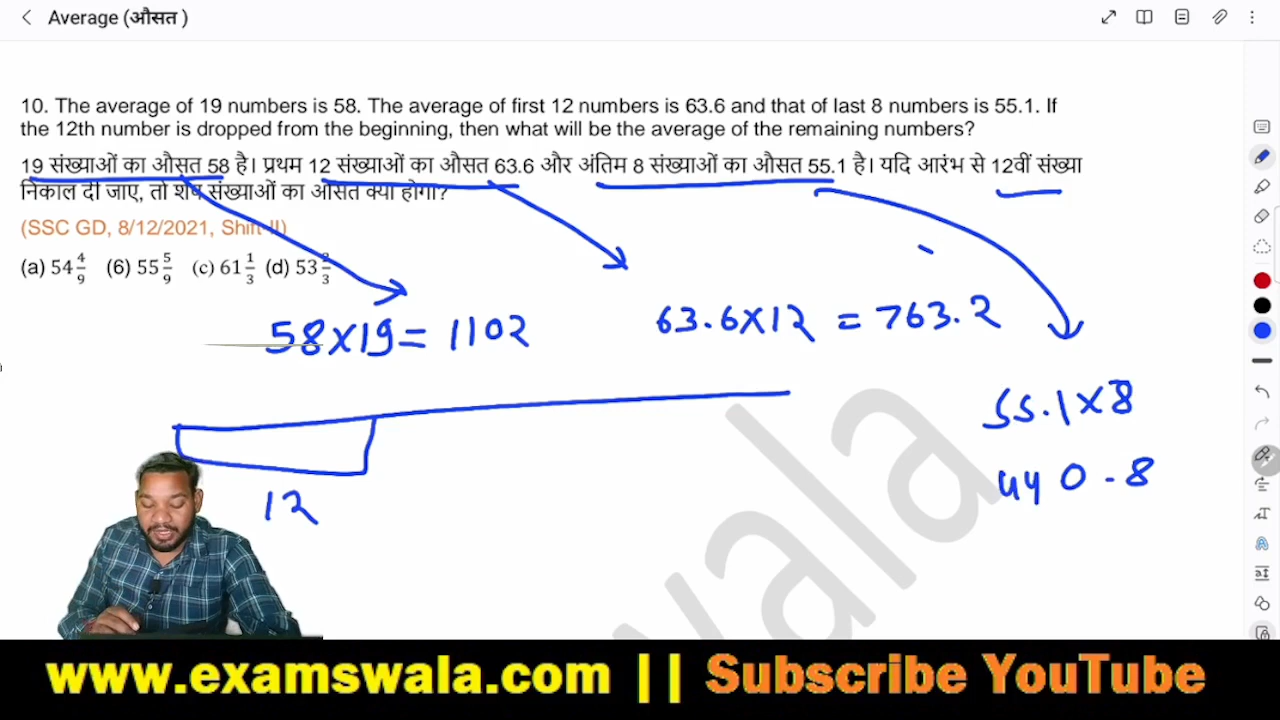 Average (औसत )
10. The average of 19 numbers is 58. The average of first 12 numbers is 63.6 and that of last 8 numbers is 55.1. If
the 12th number is dropped from the beginning, then what will be the average of the remaining numbers?
19 संख्याओं का औसत 58 है। प्रथम 12 संख्याओं का औसत 63.6 और अंतिम 8 संख्याओं का औसत 55.1 है। यदि आरंभ से 12वीं संख्या
निकाल दी जाए, तो शेष संख्याओं का औसत क्या होगा?
(SSC GD, 8/12/2021, Shift-II)
(a) 54 4/9 (6) 55 5/9 (c) 61 1/3 (d) 53 2/3
58×19= 1102
63.6×12 = 763.2
55.1×8
440.8
12
wala
www.examswala.com || Subscribe YouTube